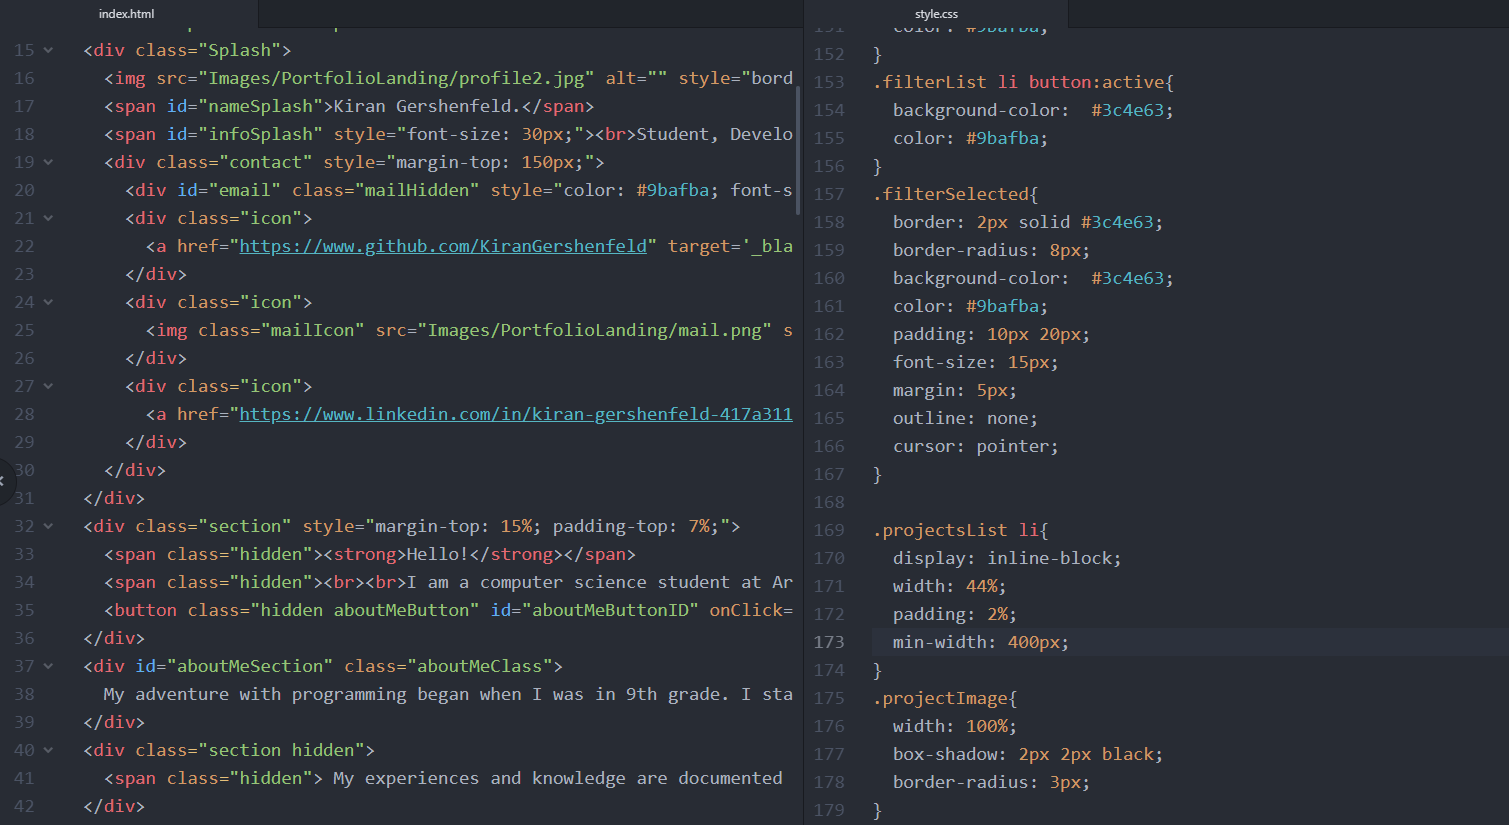 index.html
15 <div class="Splash">
16 <img src="Images/PortfolioLanding/profile2.jpg" alt="" style="bord
17 <span id="nameSplash">Kiran Gershenfeld.</span>
18 <span id="infoSplash" style="font-size: 30px;"><br>Student, Develo
19 <div class="contact" style="margin-top: 150px;">
20 <div id="email" class="mailHidden" style="color: #9bafba; font-s
21 <div class="icon">
22 <a href="https://www.github.com/KiranGershenfeld" target='_bla
23 </div>
24 <div class="icon">
25 <img class="mailIcon" src="Images/PortfolioLanding/mail.png" s
26 </div>
27 <div class="icon">
28 <a href="https://www.linkedin.com/in/kiran-gershenfeld-417a311
29 </div>
30 </div>
31 </div>
32 <div class="section" style="margin-top: 15%; padding-top: 7%;">
33 <span class="hidden"><strong>Hello!</strong></span>
34 <span class="hidden"><br><br>I am a computer science student at Ar
35 <button class="hidden aboutMeButton" id="aboutMeButtonID" onClick=
36 </div>
37 <div id="aboutMeSection" class="aboutMeClass">
38 My adventure with programming began when I was in 9th grade. I sta
39 </div>
40 <div class="section hidden">
41 <span class="hidden"> My experiences and knowledge are documented
42 </div>
style.css
151 color: #9bafba;
152 }
153 .filterList li button:active{
154 background-color:  #3c4e63;
155 color: #9bafba;
156 }
157 .filterSelected{
158 border: 2px solid #3c4e63;
159 border-radius: 8px;
160 background-color:  #3c4e63;
161 color: #9bafba;
162 padding: 10px 20px;
163 font-size: 15px;
164 margin: 5px;
165 outline: none;
166 cursor: pointer;
167 }
168
169 .projectsList li{
170 display: inline-block;
171 width: 44%;
172 padding: 2%;
173 min-width: 400px;
174 }
175 .projectImage{
176 width: 100%;
177 box-shadow: 2px 2px black;
178 border-radius: 3px;
179 }